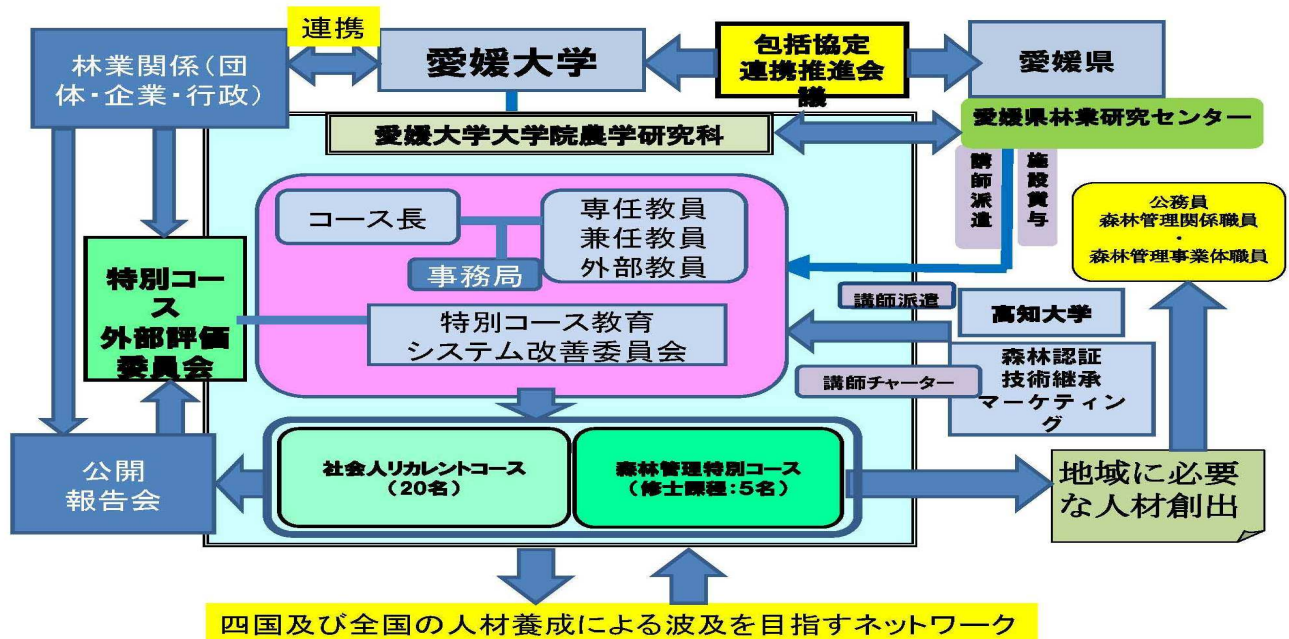 連携
林業関係(団
体・企業・行政)
愛媛大学
包括協定
連携推進会
議
愛媛県
愛媛大学大学院農学研究科
愛媛県林業研究センター
講師派遣
施設貸与
公務員
森林管理関係職員
・
森林管理事業体職員
コース長
専任教員
兼任教員
外部教員
事務局
特別コー
ス
外部評価
委員会
特別コース教育
システム改善委員会
講師派遣
高知大学
森林認証
技術継承
マーケティン
グ
講師チャーター
公開
報告会
社会人リカレントコース
(20名)
森林管理特別コース
(修士課程:5名)
地域に必要
な人材創出
四国及び全国の人材養成による波及を目指すネットワーク